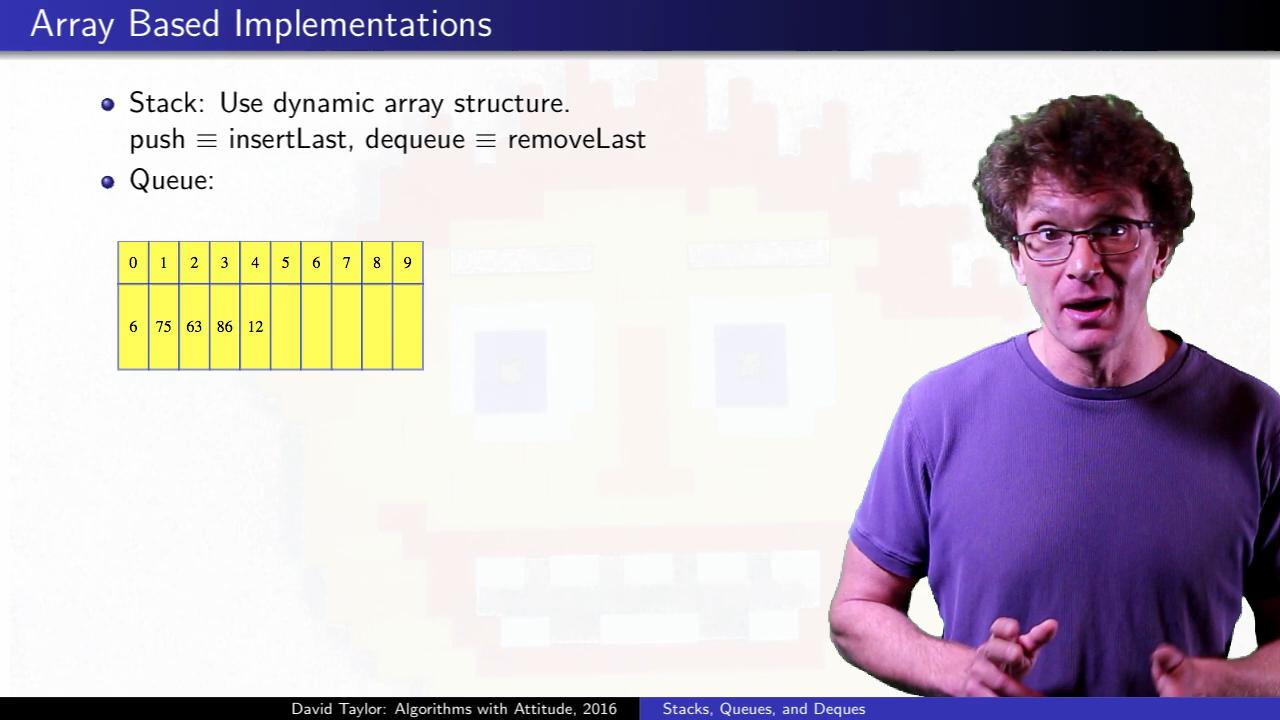 Array Based Implementations
Stack: Use dynamic array structure.
push ≡ insertLast, dequeue ≡ removeLast
Queue:
0 1 2 3 4 5 6 7 8 9
6 75 63 86 12
David Taylor: Algorithms with Attitude, 2016 Stacks, Queues, and Deques